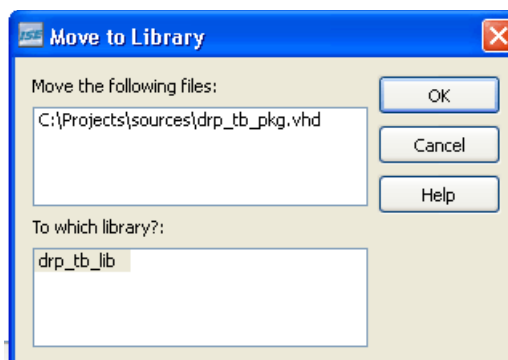 ISE Move to Library
Move the following files:
OK
C:\Projects\sources\drp_tb_pkg.vhd
Cancel
Help
To which library?:
drp_tb_lib